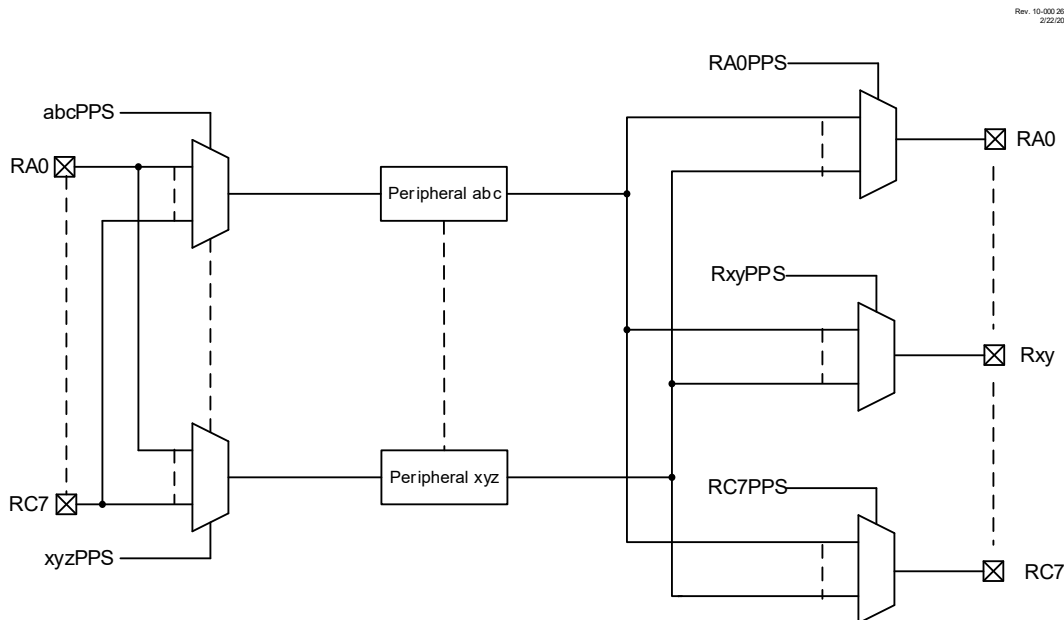 Rev. 10-000 26
2/22/20
RA0PPS
abcPPS
RA0
Peripheral abc
RA0
RxyPPS
Rxy
Peripheral xyz
RC7PPS
RC7
xyzPPS
RC7